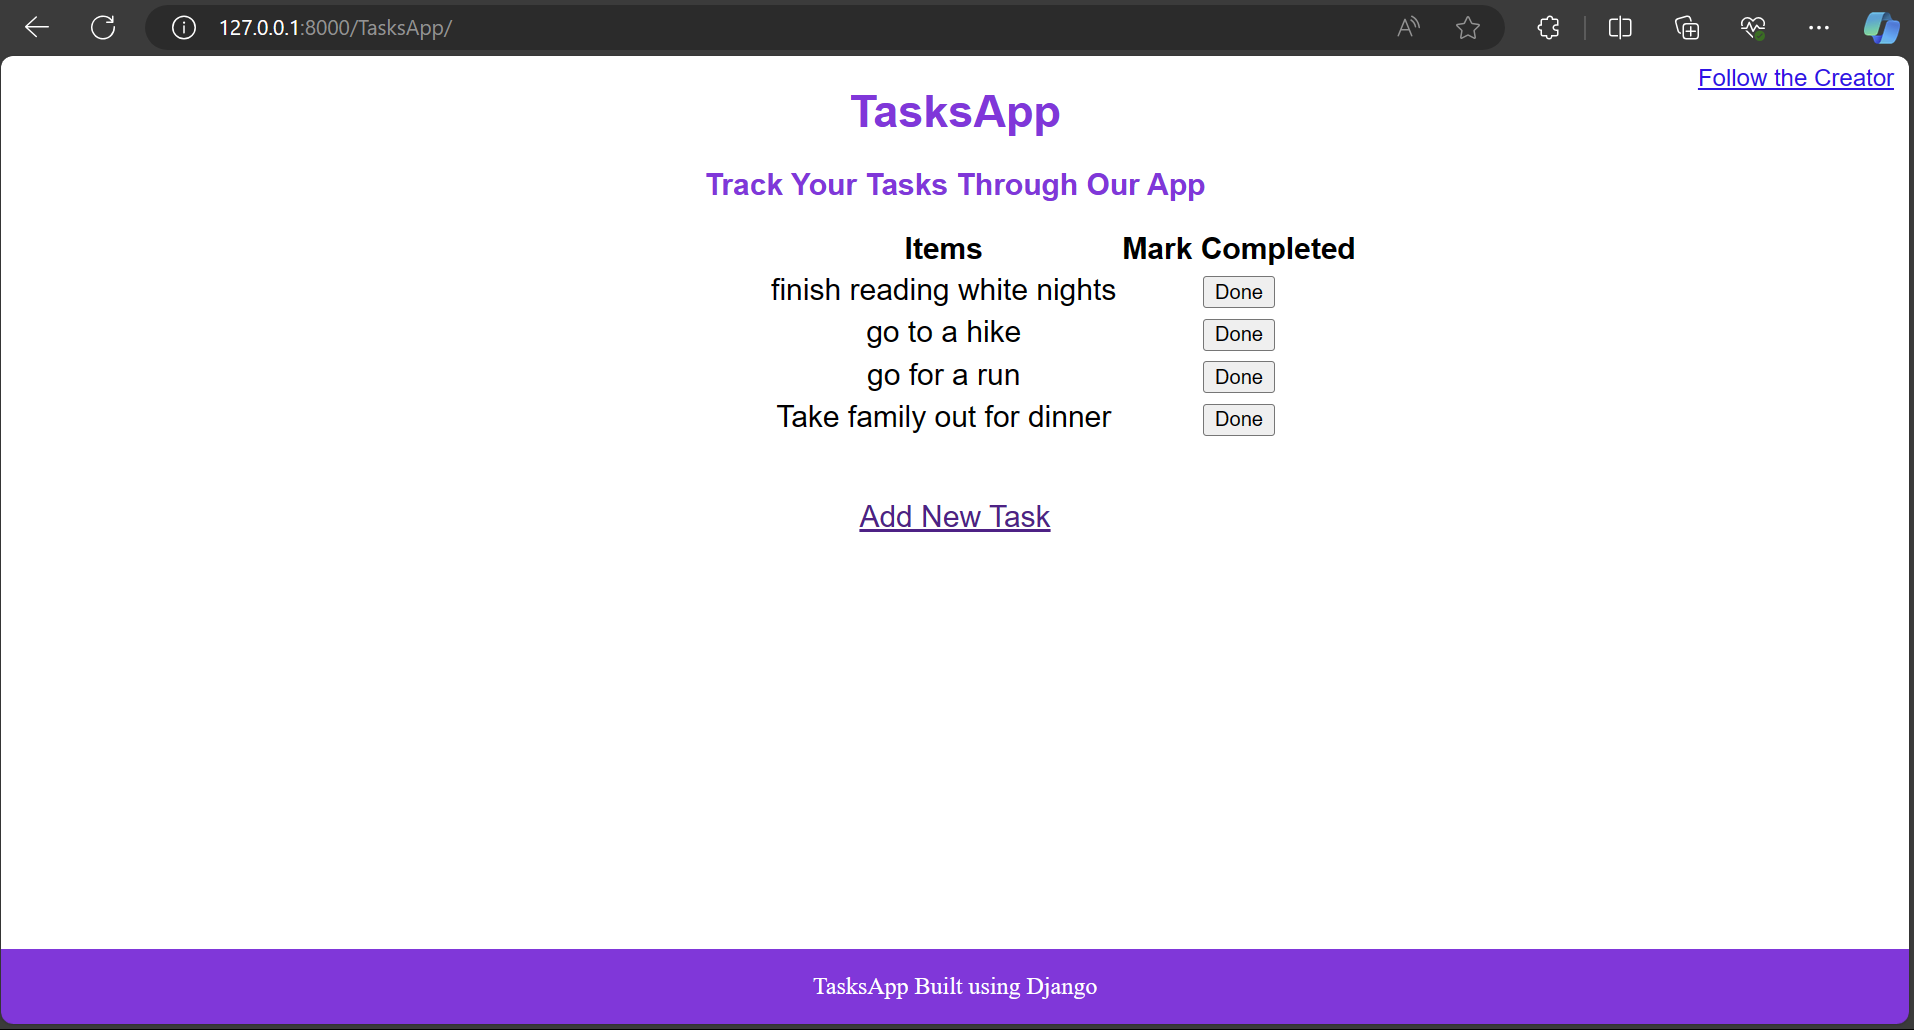 127.0.0.1:8000/TasksApp/
Follow the Creator
TasksApp
Track Your Tasks Through Our App
Items Mark Completed
finish reading white nights Done
go to a hike Done
go for a run Done
Take family out for dinner Done
Add New Task
TasksApp Built using Django